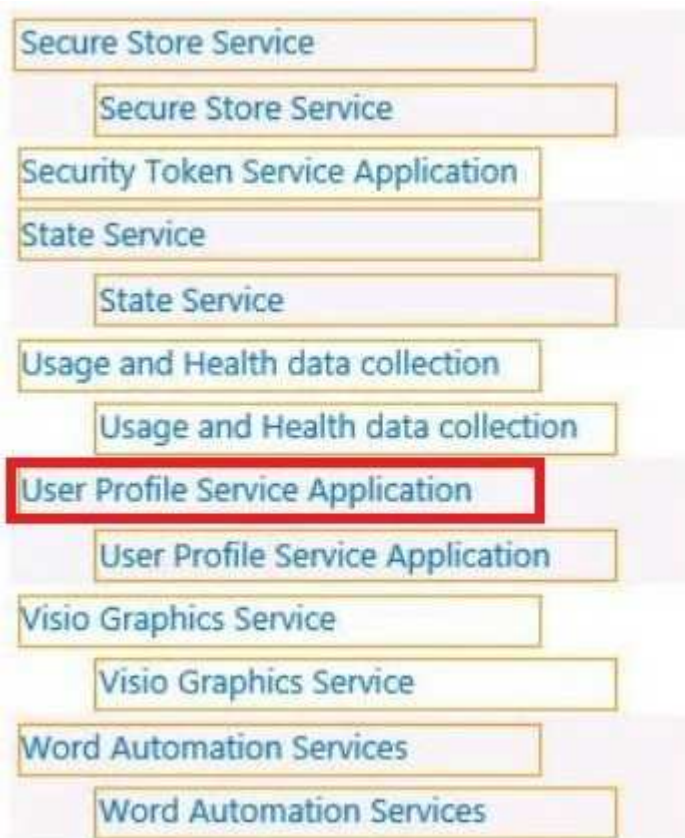 Secure Store Service
Secure Store Service
Security Token Service Application
State Service
State Service
Usage and Health data collection
Usage and Health data collection
User Profile Service Application
User Profile Service Application
Visio Graphics Service
Visio Graphics Service
Word Automation Services
Word Automation Services